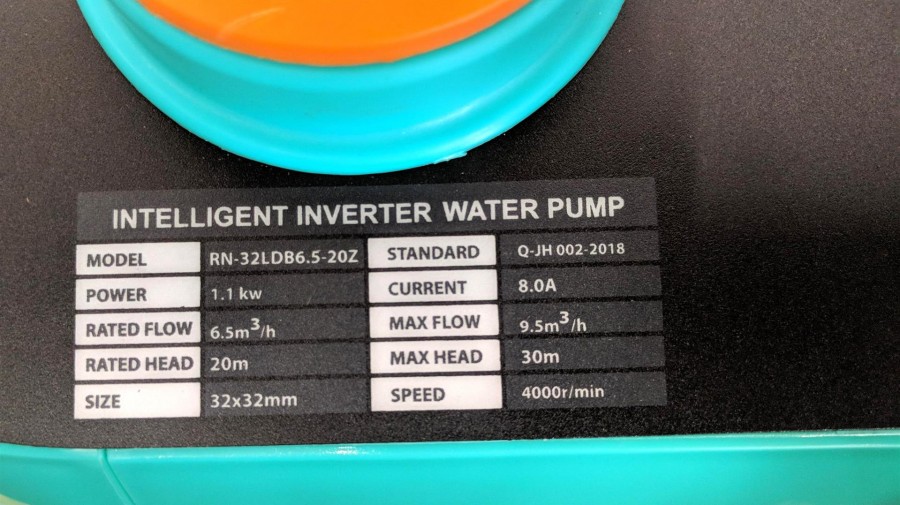 INTELLIGENT INVERTER WATER PUMP
MODEL RN-32LDB6.5-20Z STANDARD Q-JH 002-2018
POWER 1.1 kw CURRENT 8.0A
RATED FLOW 6.5m³/h MAX FLOW 9.5m³/h
RATED HEAD 20m MAX HEAD 30m
SIZE 32x32mm SPEED 4000r/min